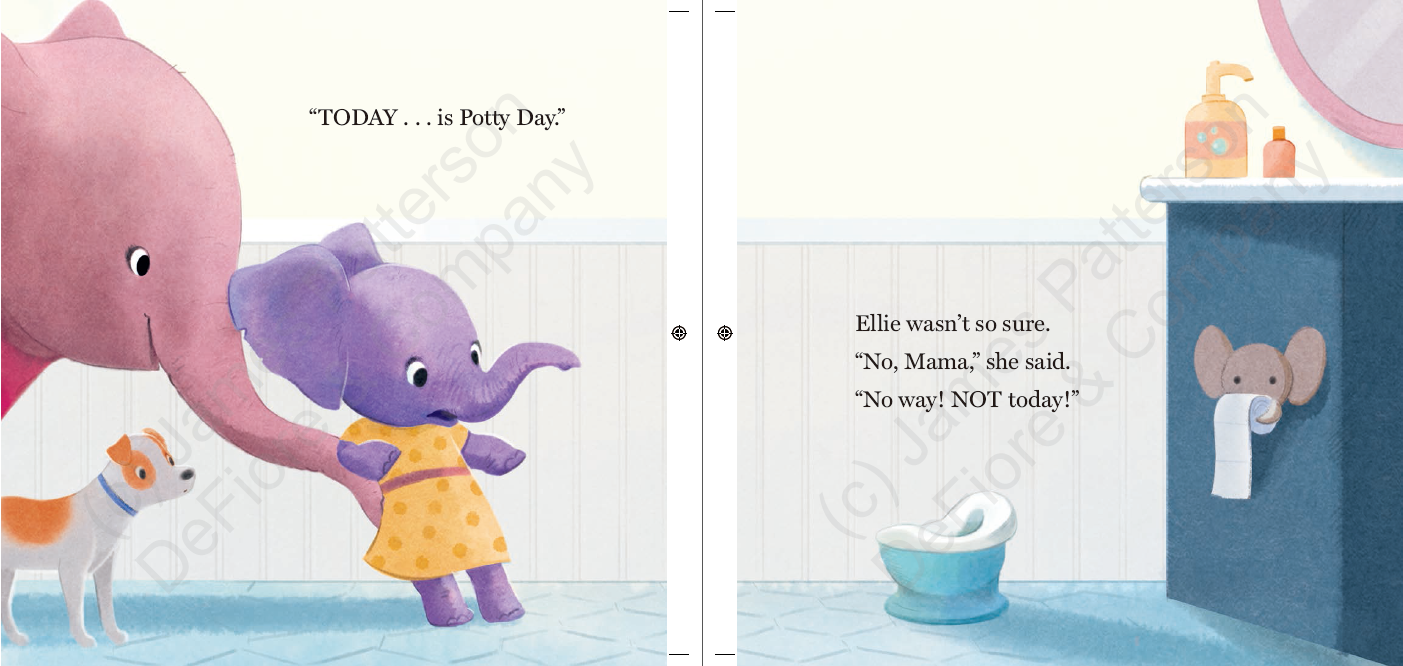 “TODAY . . . is Potty Day.”
Ellie wasn’t so sure.
“No, Mama,” she said.
“No way! NOT today!”
(c) James Patterson
DeFiore & Company
(c) James Patterson
DeFiore & Company